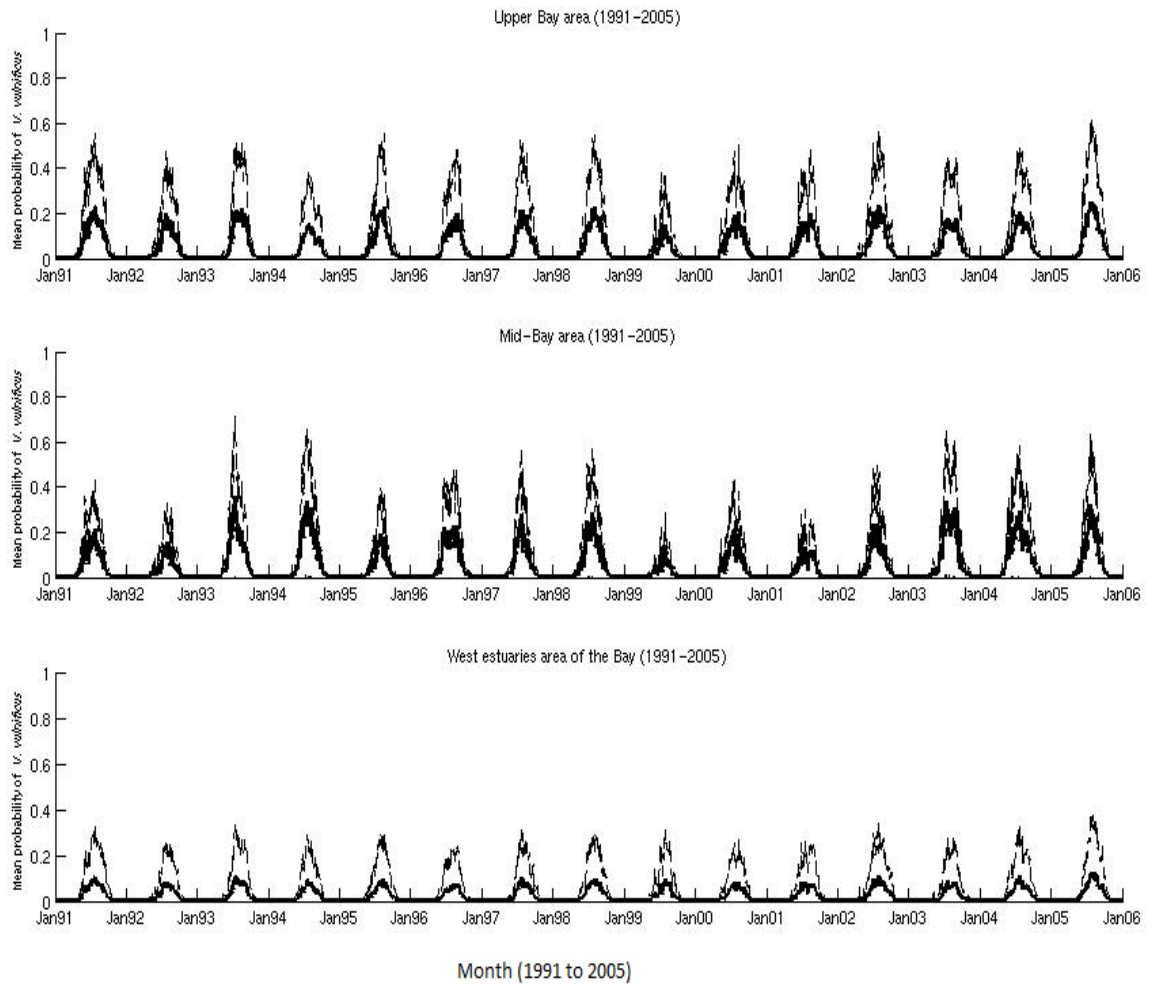 Upper Bay area (1991-2005)
Mean probability of V. vulnificus
1
0.8
0.6
0.4
0.2
0
Jan91 Jan92 Jan93 Jan94 Jan95 Jan96 Jan97 Jan98 Jan99 Jan00 Jan01 Jan02 Jan03 Jan04 Jan05 Jan06
Mid-Bay area (1991-2005)
Mean probability of V. vulnificus
1
0.8
0.6
0.4
0.2
0
Jan91 Jan92 Jan93 Jan94 Jan95 Jan96 Jan97 Jan98 Jan99 Jan00 Jan01 Jan02 Jan03 Jan04 Jan05 Jan06
West estuaries area of the Bay (1991-2005)
Mean probability of V. vulnificus
1
0.8
0.6
0.4
0.2
0
Jan91 Jan92 Jan93 Jan94 Jan95 Jan96 Jan97 Jan98 Jan99 Jan00 Jan01 Jan02 Jan03 Jan04 Jan05 Jan06
Month (1991 to 2005)